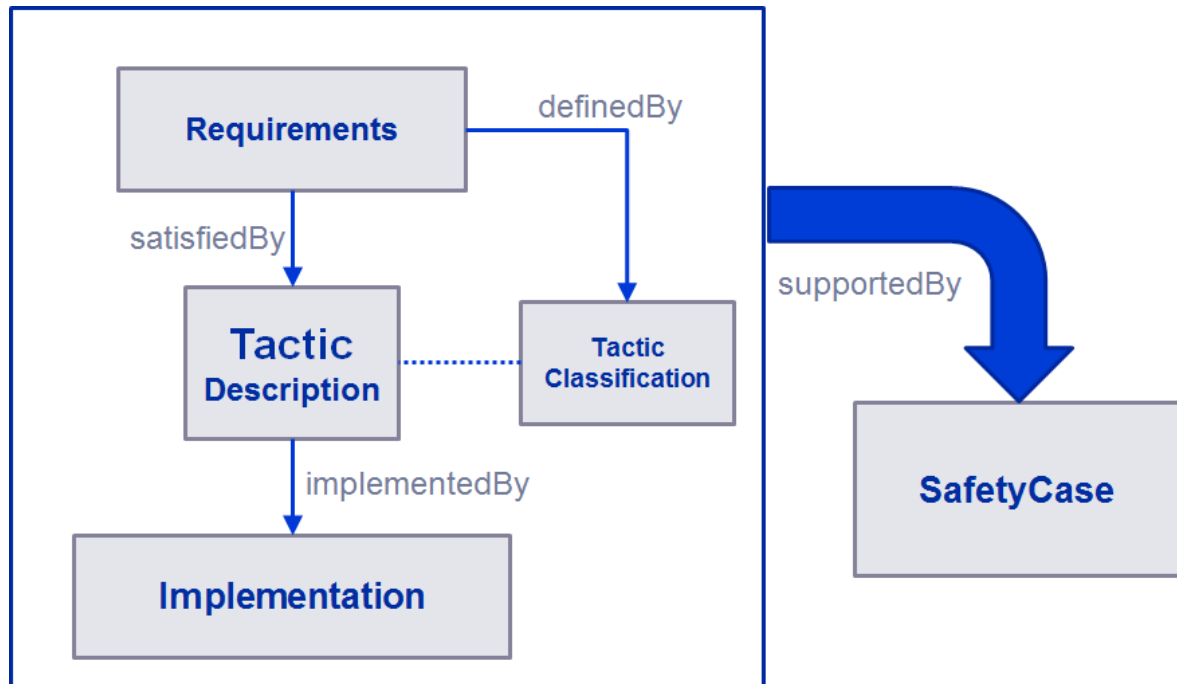 Requirements
definedBy
satisfiedBy
supportedBy
Tactic
Description
Tactic
Classification
implementedBy
SafetyCase
Implementation